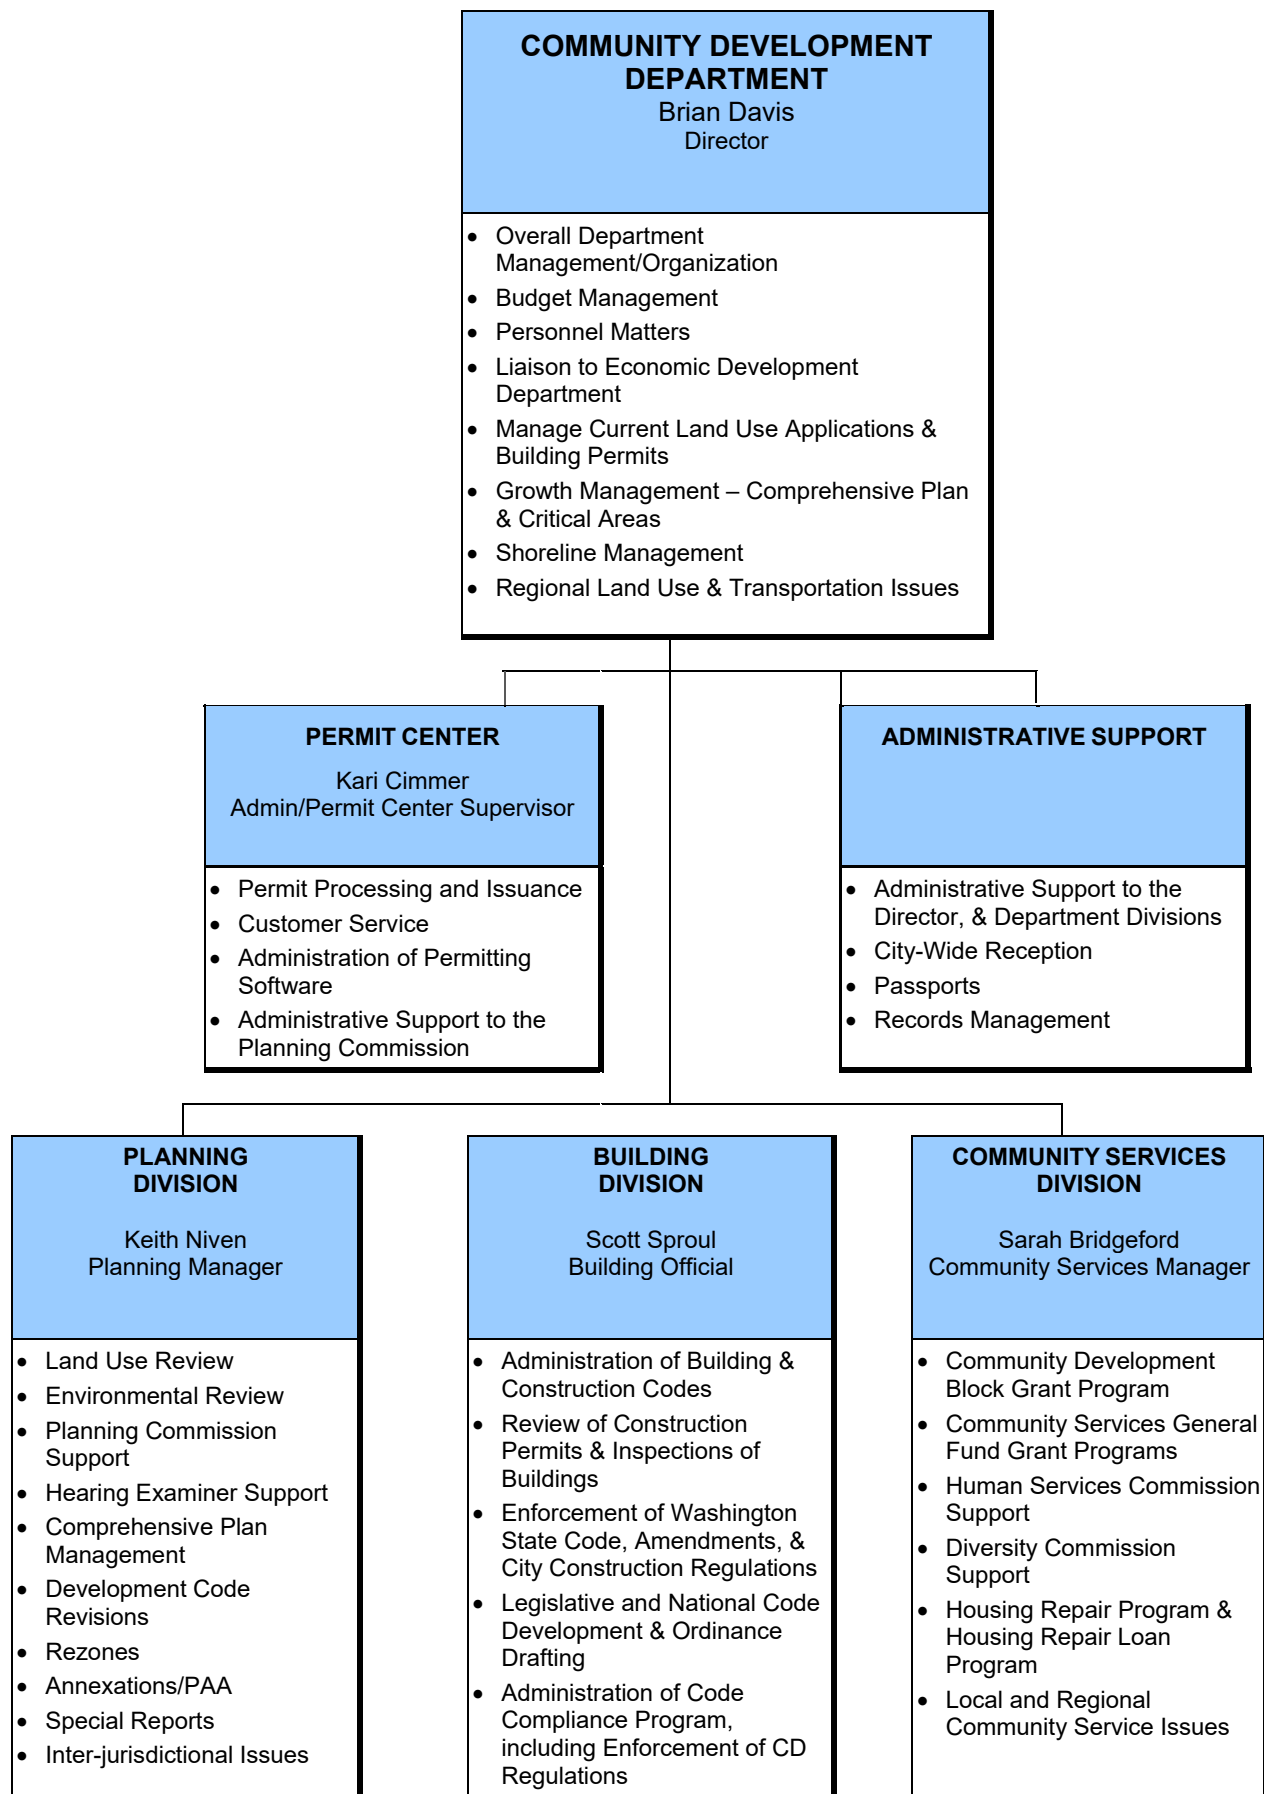 COMMUNITY DEVELOPMENT
DEPARTMENT
Brian Davis
Director
• Overall Department
Management/Organization
• Budget Management
• Personnel Matters
• Liaison to Economic Development
Department
• Manage Current Land Use Applications &
Building Permits
• Growth Management – Comprehensive Plan
& Critical Areas
• Shoreline Management
• Regional Land Use & Transportation Issues
PERMIT CENTER
Kari Cimmer
Admin/Permit Center Supervisor
• Permit Processing and Issuance
• Customer Service
• Administration of Permitting
Software
• Administrative Support to the
Planning Commission
ADMINISTRATIVE SUPPORT
• Administrative Support to the
Director, & Department Divisions
• City-Wide Reception
• Passports
• Records Management
PLANNING
DIVISION
Keith Niven
Planning Manager
• Land Use Review
• Environmental Review
• Planning Commission
Support
• Hearing Examiner Support
• Comprehensive Plan
Management
• Development Code
Revisions
• Rezones
• Annexations/PAA
• Special Reports
• Inter-jurisdictional Issues
BUILDING
DIVISION
Scott Sproul
Building Official
• Administration of Building &
Construction Codes
• Review of Construction
Permits & Inspections of
Buildings
• Enforcement of Washington
State Code, Amendments, &
City Construction Regulations
• Legislative and National Code
Development & Ordinance
Drafting
• Administration of Code
Compliance Program,
including Enforcement of CD
Regulations
COMMUNITY SERVICES
DIVISION
Sarah Bridgeford
Community Services Manager
• Community Development
Block Grant Program
• Community Services General
Fund Grant Programs
• Human Services Commission
Support
• Diversity Commission
Support
• Housing Repair Program &
Housing Repair Loan
Program
• Local and Regional
Community Service Issues